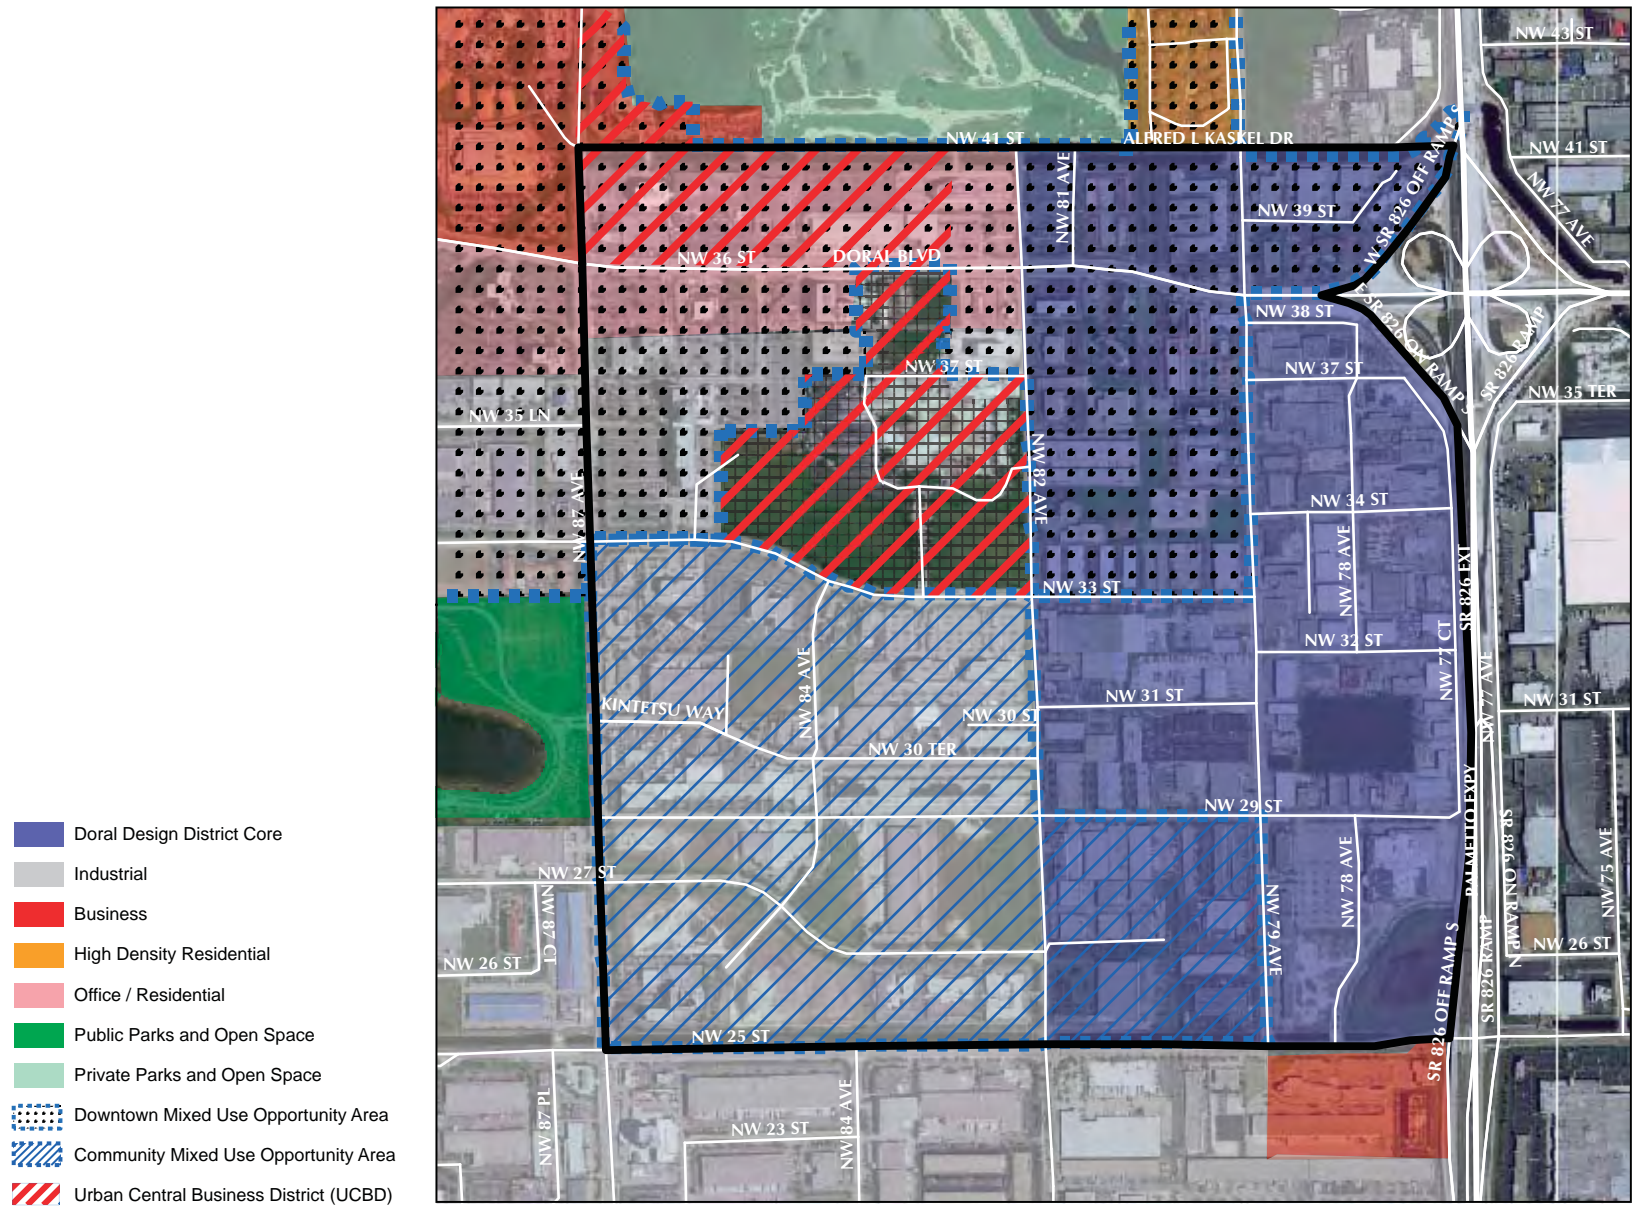 NW 43 ST
NW 41 ST
ALFRED L KASKEL DR
NW 41 ST
NW 77 AVE
W SR 826 OFF RAMP S
NW 81 AVE
NW 39 ST
NW 36 ST
DORAL BLVD
NW 38 ST
E SR 826 ON RAMP S
SR 826 RAMP
NW 37 ST
NW 37 ST
NW 35 TER
NW 35 LN
NW 87 AVE
NW 82 AVE
NW 34 ST
NW 78 AVE
SR 826 EXT
NW 33 ST
NW 32 ST
NW 77 CT
NW 77 AVE
NW 84 AVE
KINTETSU WAY
NW 30 ST
NW 31 ST
NW 31 ST
NW 30 TER
PALMETTO EXPY
NW 29 ST
SR 826 ON RAMP N
NW 75 AVE
NW 78 AVE
NW 27 ST
NW 87 CT
NW 79 AVE
NW 26 ST
NW 26 ST
SR 826 OFF RAMP S
SR 826 RAMP
NW 25 ST
NW 87 PL
NW 84 AVE
NW 23 ST
Doral Design District Core
Industrial
Business
High Density Residential
Office / Residential
Public Parks and Open Space
Private Parks and Open Space
Downtown Mixed Use Opportunity Area
Community Mixed Use Opportunity Area
Urban Central Business District (UCBD)